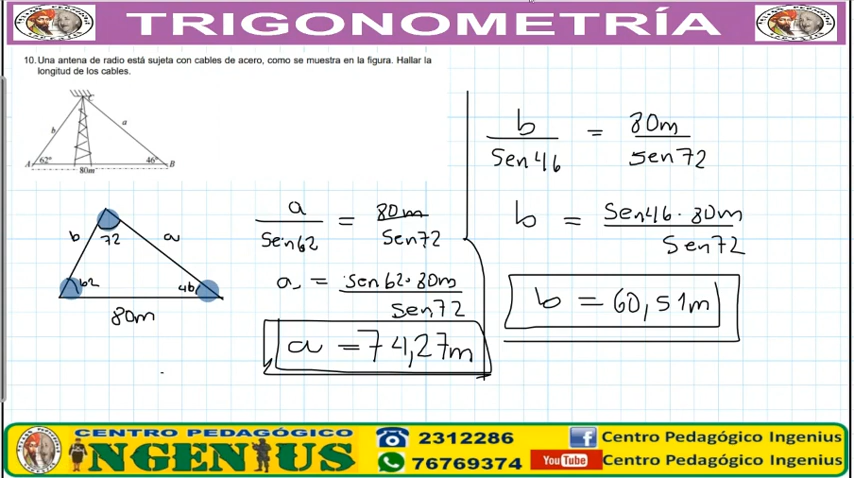 TRIGONOMETRÍA
10. Una antena de radio está sujeta con cables de acero, como se muestra en la figura. Hallar la
longitud de los cables.
C
b
a
A
62°
46°
B
80m
b
72
a
62
46
80m
a / Sen62 = 80m / Sen72
a = Sen62·80m / Sen72
a = 74,27m
b / Sen46 = 80m / Sen72
b = Sen46·80m / Sen72
b = 60,51m
CENTRO PEDAGÓGICO
INGENIUS
2312286
76769374
f Centro Pedagógico Ingenius
YouTube Centro Pedagógico Ingenius